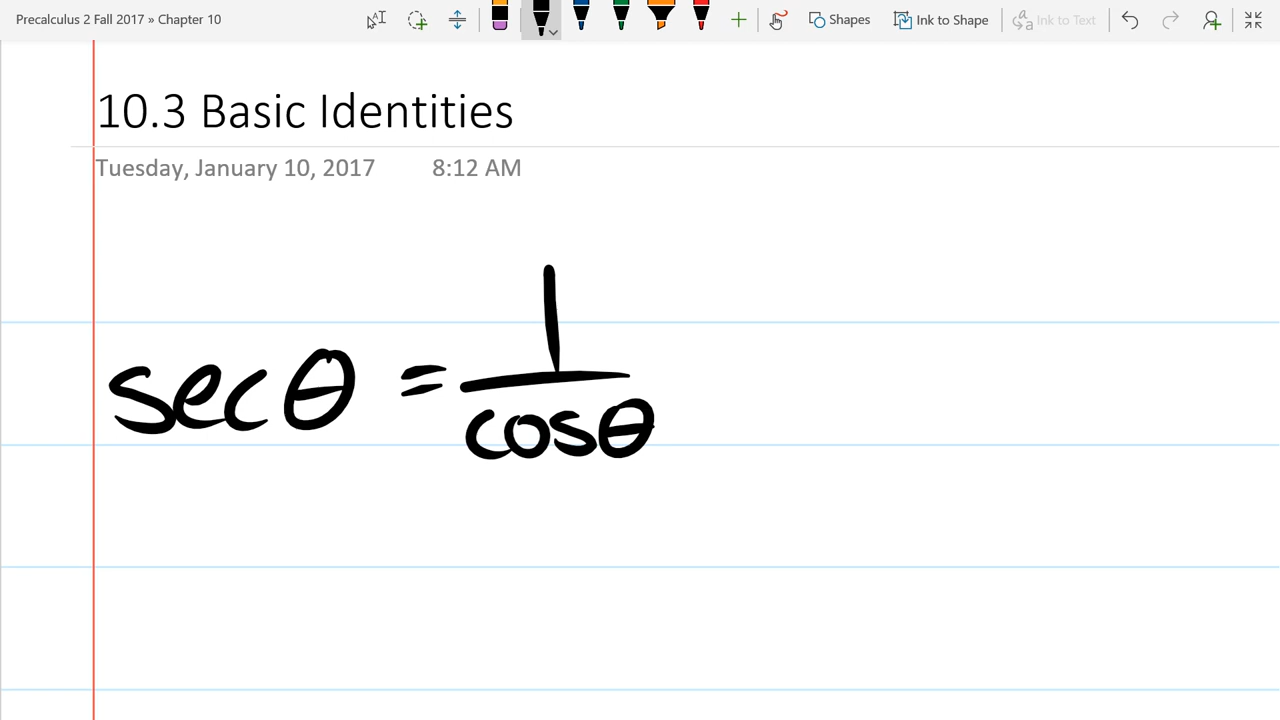 Precalculus 2 Fall 2017 » Chapter 10
Shapes
Ink to Shape
Ink to Text
10.3 Basic Identities
Tuesday, January 10, 2017 8:12 AM
secθ = 1/cosθ